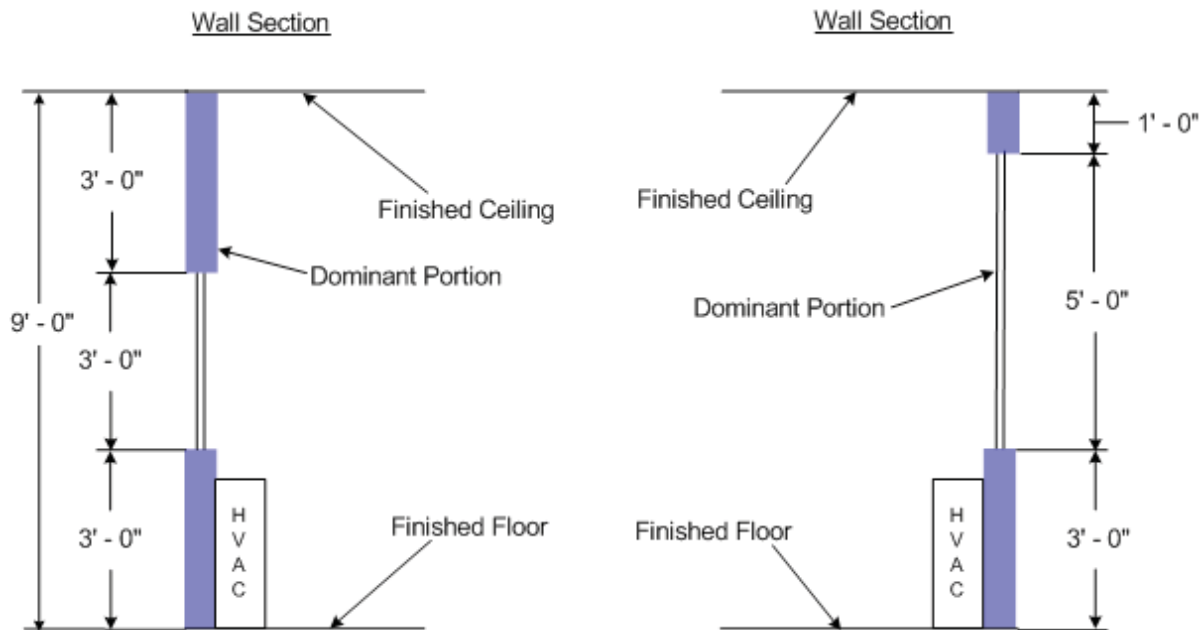 Wall Section
3' - 0"
Finished Ceiling
Dominant Portion
9' - 0"
3' - 0"
3' - 0"
H
V
A
C
Finished Floor
Wall Section
1' - 0"
Finished Ceiling
Dominant Portion
5' - 0"
Finished Floor
H
V
A
C
3' - 0"